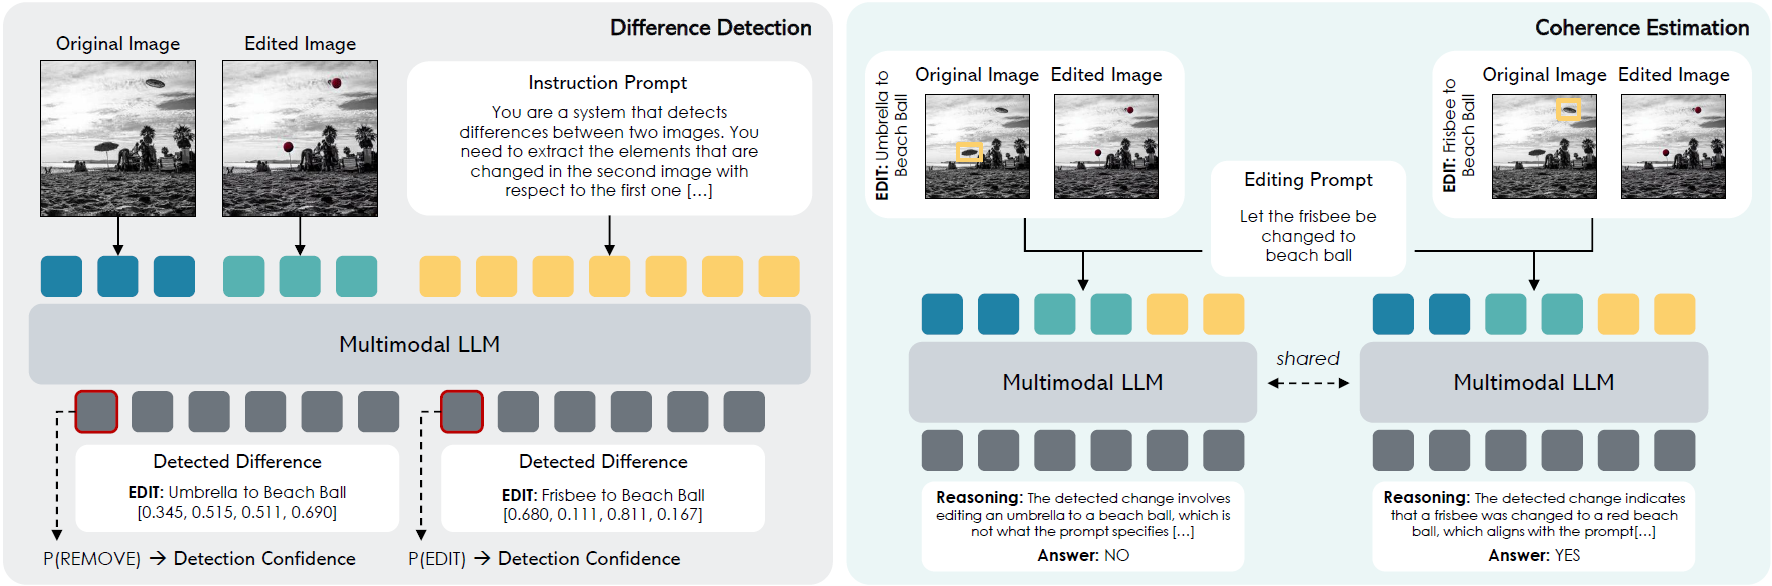 Difference Detection
Original Image
Edited Image
Instruction Prompt
You are a system that detects
differences between two images. You
need to extract the elements that are
changed in the second image with
respect to the first one [...]
Multimodal LLM
Detected Difference
EDIT: Umbrella to Beach Ball
[0.345, 0.515, 0.511, 0.690]
P(REMOVE) → Detection Confidence
Detected Difference
EDIT: Frisbee to Beach Ball
[0.680, 0.111, 0.811, 0.167]
P(EDIT) → Detection Confidence
Coherence Estimation
EDIT: Umbrella to
Beach Ball
Original Image
Edited Image
EDIT: Frisbee to
Beach Ball
Original Image
Edited Image
Editing Prompt
Let the frisbee be
changed to
beach ball
Multimodal LLM
shared
Multimodal LLM
Reasoning: The detected change involves
editing an umbrella to a beach ball, which is
not what the prompt specifies [...]
Answer: NO
Reasoning: The detected change indicates
that a frisbee was changed to a red beach
ball, which aligns with the prompt[...]
Answer: YES